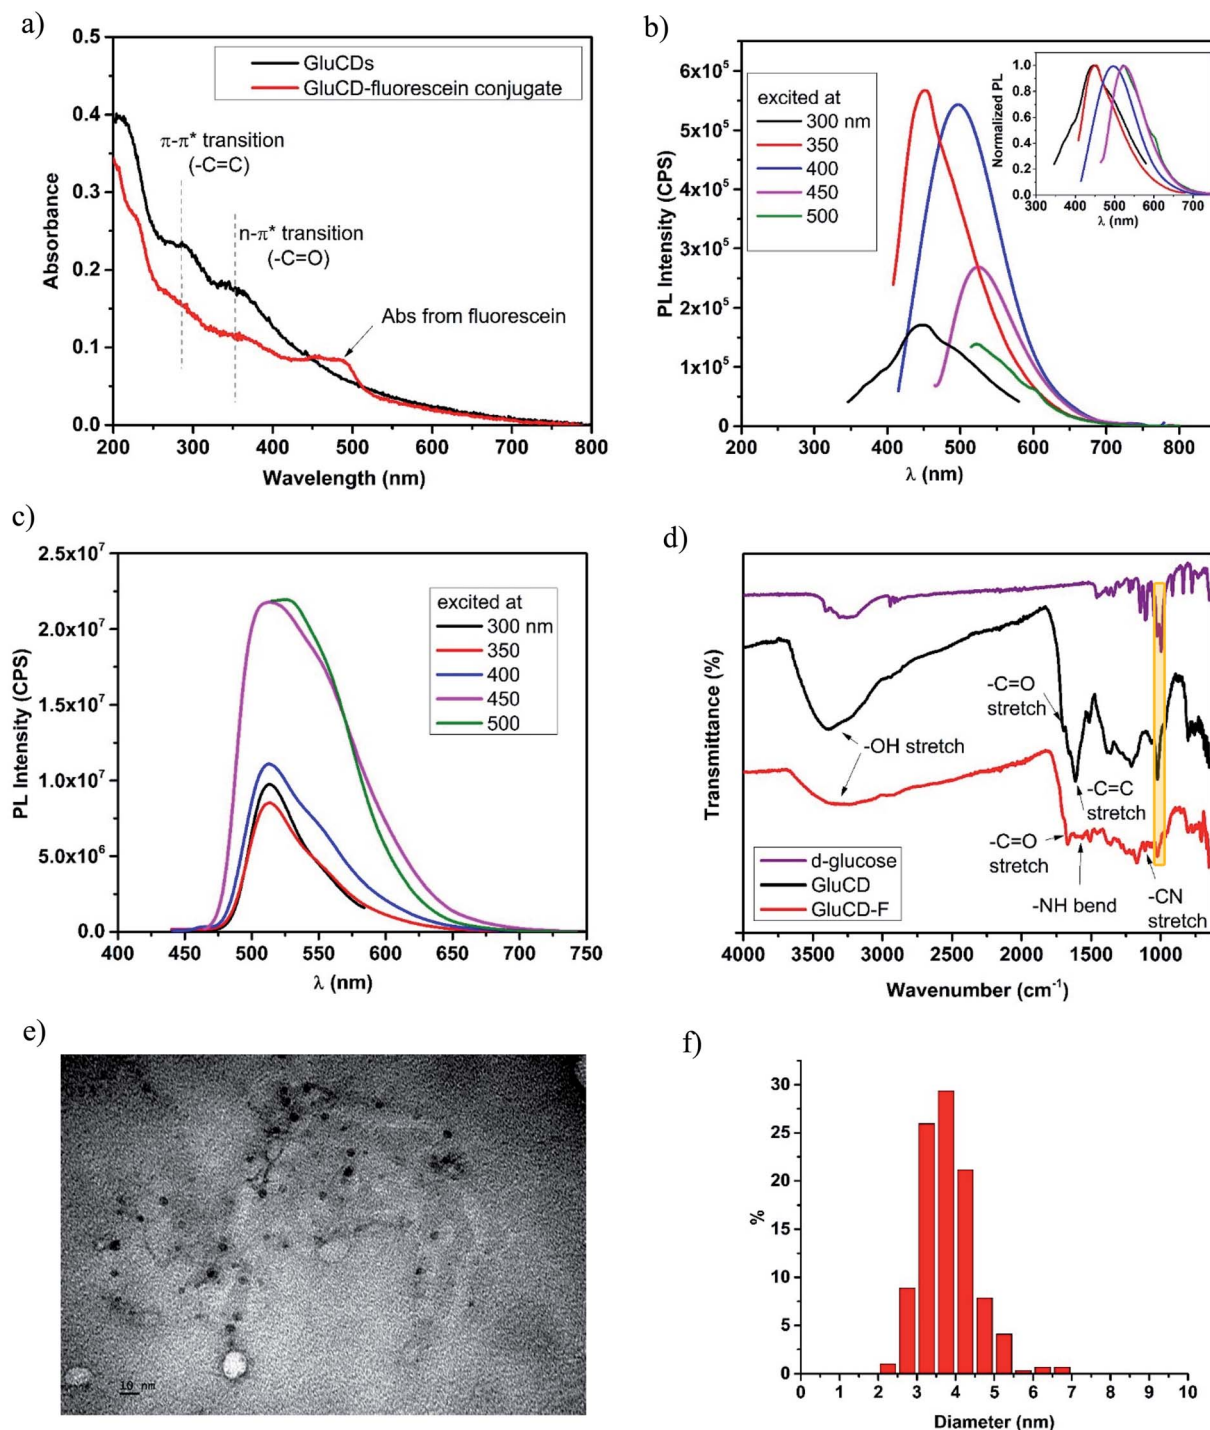 a)
0.5
0.4
0.3
0.2
0.1
0.0
Absorbance
GluCDs
GluCD-fluorescein conjugate
π-π* transition
(-C=C)
n-π* transition
(-C=O)
Abs from fluorescein
200 300 400 500 600 700 800
Wavelength (nm)
b)
6x10⁵
5x10⁵
4x10⁵
3x10⁵
2x10⁵
1x10⁵
0
PL Intensity (CPS)
excited at
300 nm
350
400
450
500
1.0
0.8
0.6
0.4
0.2
0.0
Normalized PL
300 400 500 600 700
λ (nm)
200 300 400 500 600 700 800
λ (nm)
c)
2.5x10⁷
2.0x10⁷
1.5x10⁷
1.0x10⁷
5.0x10⁶
0.0
PL Intensity (CPS)
excited at
300 nm
350
400
450
500
400 450 500 550 600 650 700 750
λ (nm)
d)
Transmittance (%)
-C=O
stretch
-OH stretch
-C=C
stretch
-C=O
stretch
-NH bend
-CN
stretch
d-glucose
GluCD
GluCD-F
4000 3500 3000 2500 2000 1500 1000
Wavenumber (cm⁻¹)
e)
10 nm
f)
30
25
20
15
10
5
0
%
0 1 2 3 4 5 6 7 8 9 10
Diameter (nm)